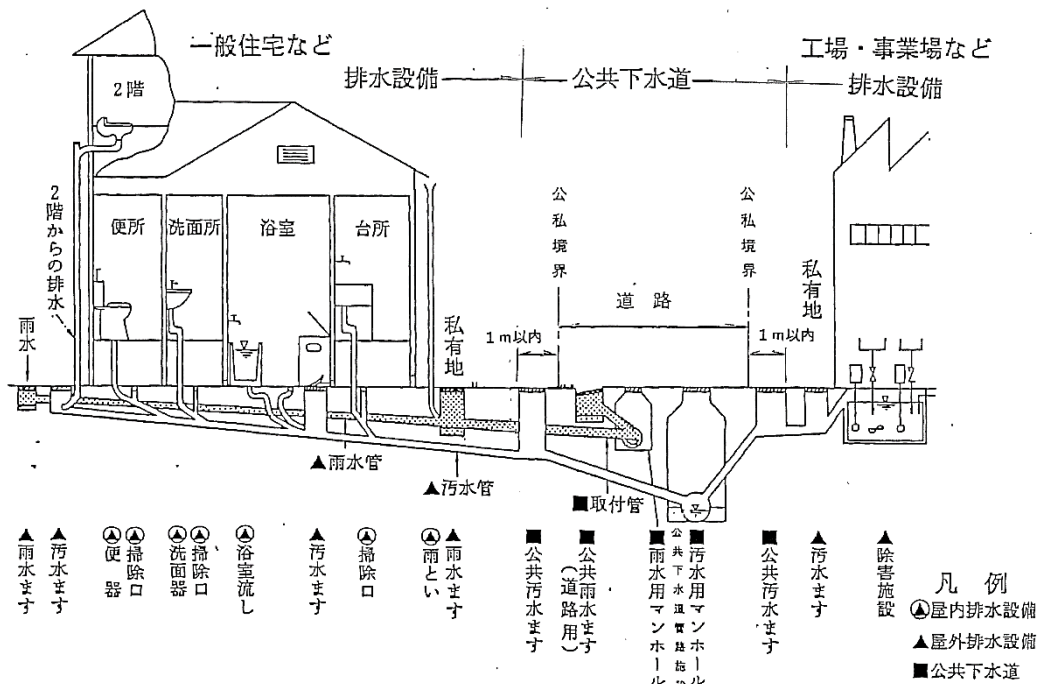 一般住宅など
工場・事業場など
排水設備
公共下水道
排水設備
2階
2階からの排水
便所
洗面所
浴室
台所
公私境界
公私境界
私有地
道路
雨水
私有地
1m以内
1m以内
▲雨水管
▲汚水管
■取付管
▲雨水ます
▲汚水ます
便器
掃除口
洗面器
掃除口
浴室流し
▲汚水ます
掃除口
雨とい
▲雨水ます
■公共汚水ます
■公共雨水ます
(道路用)
■雨水用マンホール
公共下水道管路施設
■汚水用マンホール
■公共汚水ます
▲汚水ます
▲除害施設
凡例
屋内排水設備
▲屋外排水設備
■公共下水道